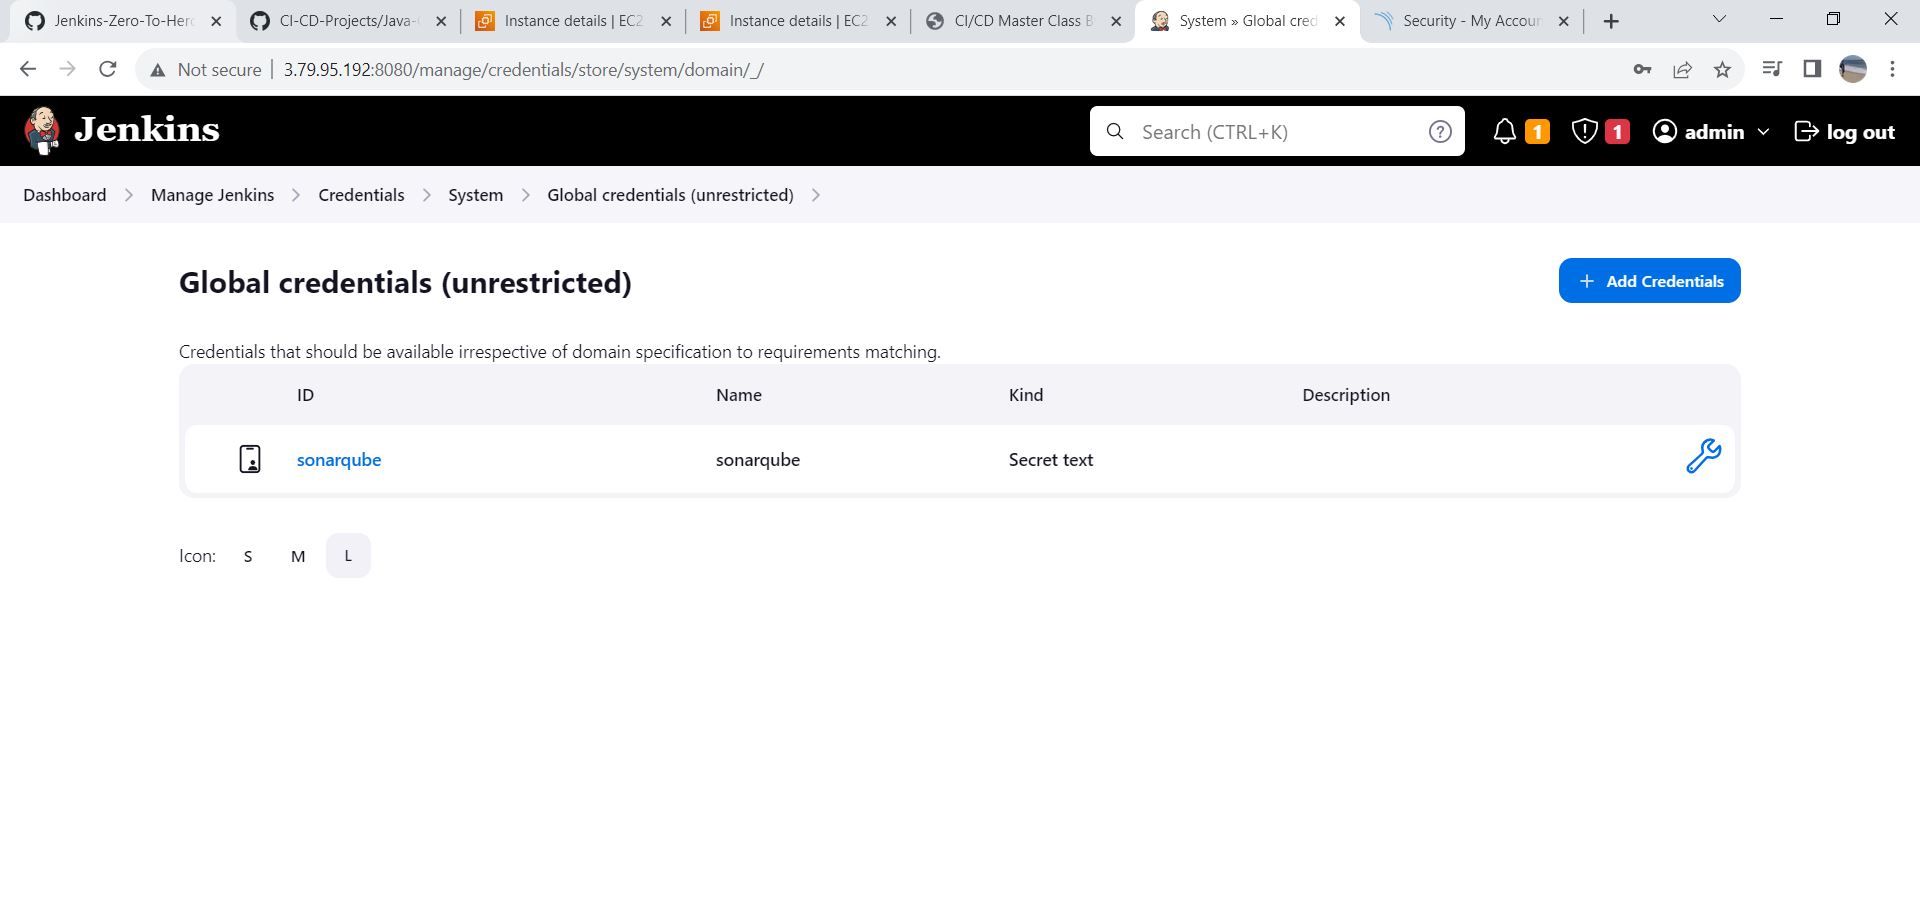 Jenkins-Zero-To-Herc
CI-CD-Projects/Java-
Instance details | EC2
Instance details | EC2
CI/CD Master Class B
System » Global cred
Security - My Accoun
Not secure
3.79.95.192:8080/manage/credentials/store/system/domain/_/
Jenkins
Search (CTRL+K)
?
1
1
admin
log out
Dashboard
Manage Jenkins
Credentials
System
Global credentials (unrestricted)
Global credentials (unrestricted)
+ Add Credentials
Credentials that should be available irrespective of domain specification to requirements matching.
ID Name Kind Description
sonarqube sonarqube Secret text
Icon: S M L